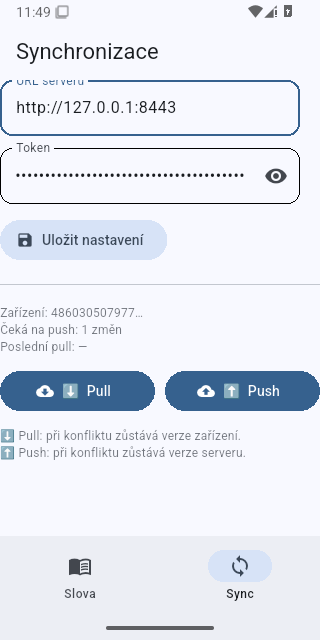 11:49
Synchronizace
URL serveru
http://127.0.0.1:8443
Token
••••••••••••••••••••••••••••••••••••••
Uložit nastavení
Zařízení: 486030507977…
Čeká na push: 1 změn
Poslední pull: —
⬇️ Pull
⬆️ Push
⬇️ Pull: při konfliktu zůstává verze zařízení.
⬆️ Push: při konfliktu zůstává verze serveru.
Slova
Sync